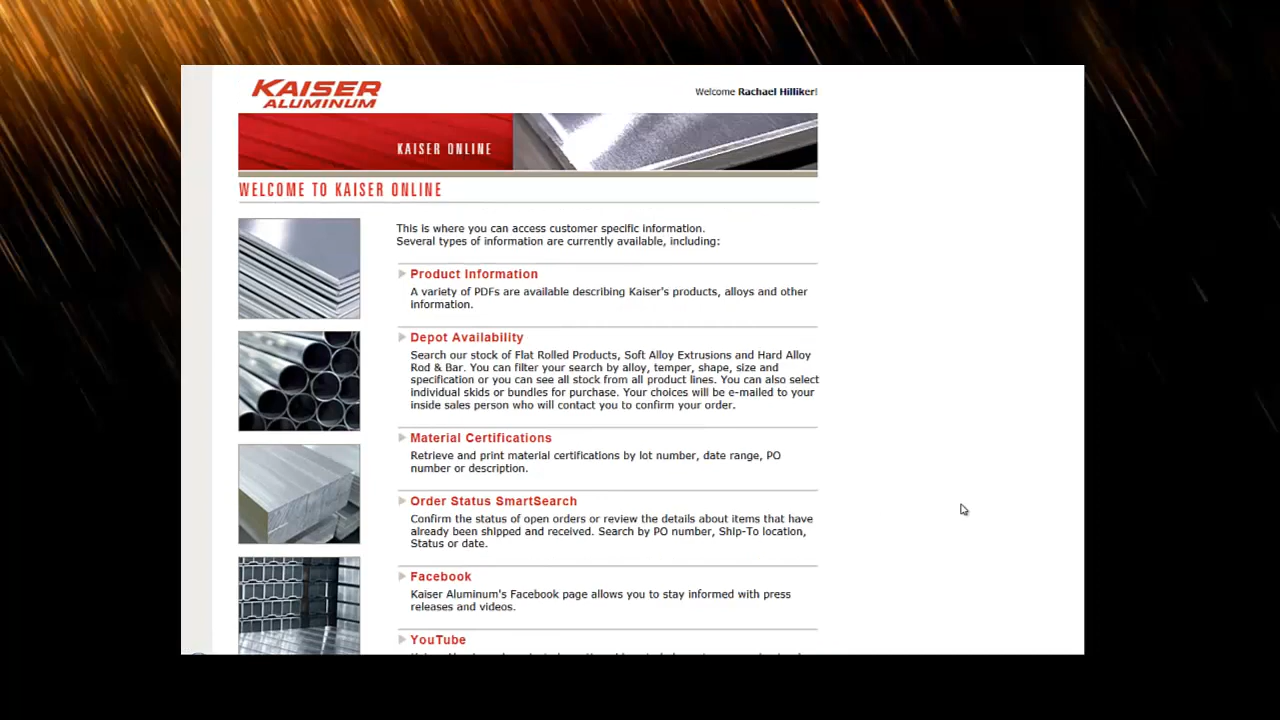 KAISER
ALUMINUM
Welcome Rachael Hilliker!
KAISER ONLINE
WELCOME TO KAISER ONLINE
This is where you can access customer specific information.
Several types of information are currently available, including:
Product Information
A variety of PDFs are available describing Kaiser's products, alloys and other
information.
Depot Availability
Search our stock of Flat Rolled Products, Soft Alloy Extrusions and Hard Alloy
Rod & Bar. You can filter your search by alloy, temper, shape, size and
specification or you can see all stock from all product lines. You can also select
individual skids or bundles for purchase. Your choices will be e-mailed to your
inside sales person who will contact you to confirm your order.
Material Certifications
Retrieve and print material certifications by lot number, date range, PO
number or description.
Order Status SmartSearch
Confirm the status of open orders or review the details about items that have
already been shipped and received. Search by PO number, Ship-To location,
Status or date.
Facebook
Kaiser Aluminum's Facebook page allows you to stay informed with press
releases and videos.
YouTube